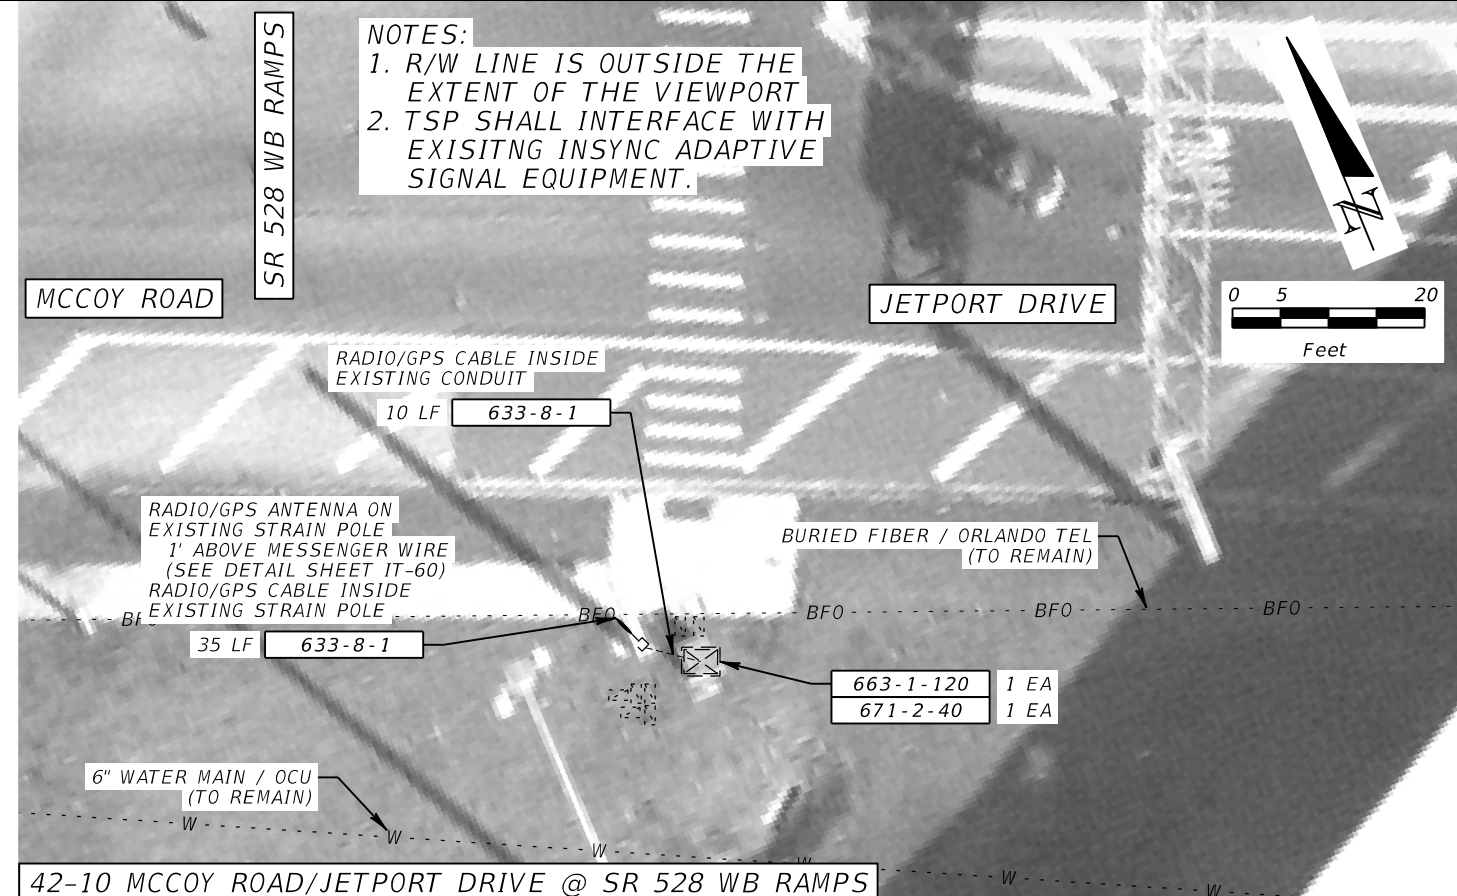 SR 528 WB RAMPS
NOTES:
1. R/W LINE IS OUTSIDE THE
EXTENT OF THE VIEWPORT
2. TSP SHALL INTERFACE WITH
EXISITNG INSYNC ADAPTIVE
SIGNAL EQUIPMENT.
N
MCCOY ROAD
JETPORT DRIVE
0 5 20
Feet
RADIO/GPS CABLE INSIDE
EXISTING CONDUIT
10 LF 633-8-1
RADIO/GPS ANTENNA ON
EXISTING STRAIN POLE
1' ABOVE MESSENGER WIRE
(SEE DETAIL SHEET IT-60)
RADIO/GPS CABLE INSIDE
EXISTING STRAIN POLE
35 LF 633-8-1
BURIED FIBER / ORLANDO TEL
(TO REMAIN)
BFO BFO BFO BFO BFO
663-1-120 1 EA
671-2-40 1 EA
6" WATER MAIN / OCU
(TO REMAIN)
W W W W W W
42-10 MCCOY ROAD/JETPORT DRIVE @ SR 528 WB RAMPS